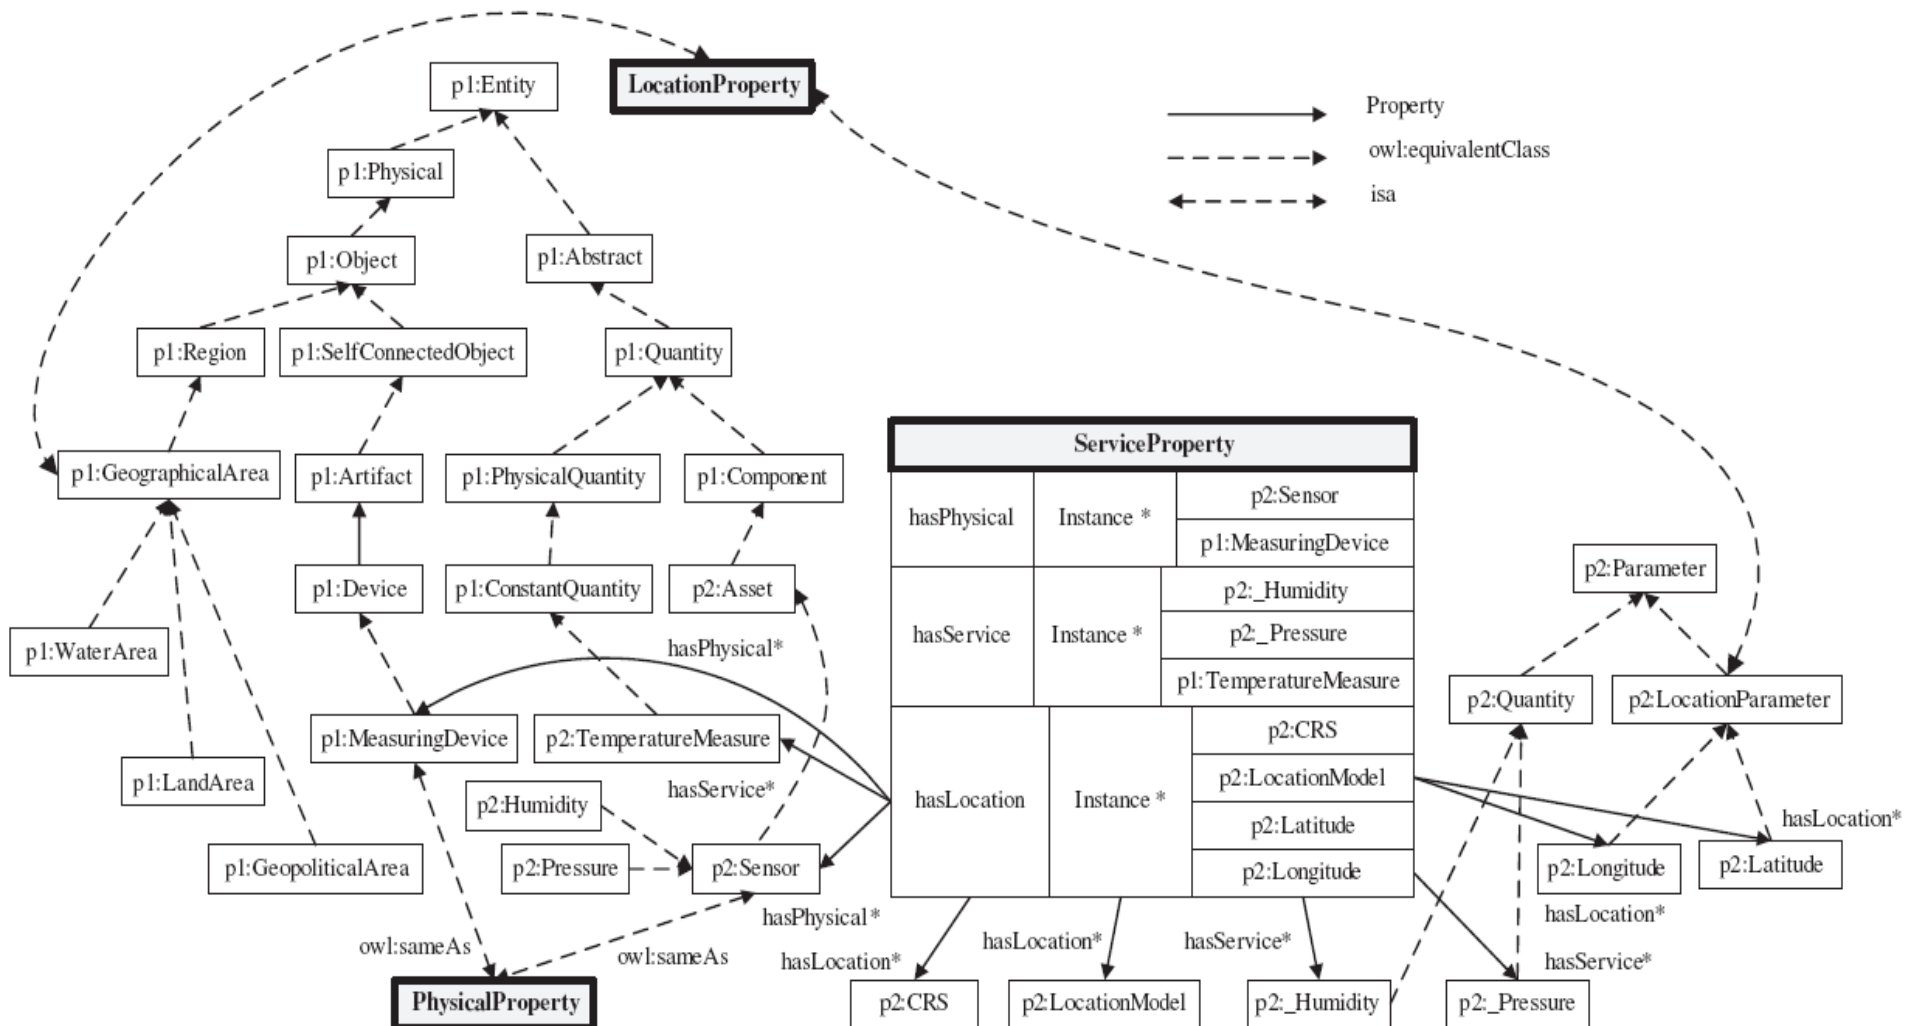 p1:Entity
LocationProperty
Property
owl:equivalentClass
isa
p1:Physical
p1:Object
p1:Abstract
p1:Region
p1:SelfConnectedObject
p1:Quantity
p1:GeographicalArea
p1:Artifact
p1:PhysicalQuantity
p1:Component
p1:Device
p1:ConstantQuantity
p2:Asset
p1:WaterArea
hasPhysical*
p1:MeasuringDevice
p2:TemperatureMeasure
p1:LandArea
hasService*
p2:Humidity
p1:GeopoliticalArea
p2:Pressure
p2:Sensor
hasPhysical*
owl:sameAs
owl:sameAs
PhysicalProperty
ServiceProperty
hasPhysical
Instance *
p2:Sensor
p1:MeasuringDevice
hasService
Instance *
p2:_Humidity
p2:_Pressure
p1:TemperatureMeasure
hasLocation
Instance *
p2:CRS
p2:LocationModel
p2:Latitude
p2:Longitude
p2:Parameter
p2:Quantity
p2:LocationParameter
hasLocation*
p2:Longitude
p2:Latitude
hasLocation*
hasLocation*
hasLocation*
hasService*
hasService*
p2:CRS
p2:LocationModel
p2:_Humidity
p2:_Pressure